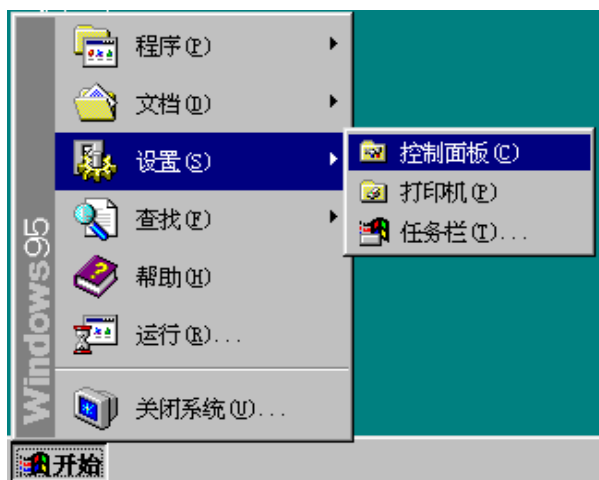 程序(P)
文档(D)
设置(S)
查找(F)
帮助(H)
运行(R)...
关闭系统(U)...
控制面板(C)
打印机(P)
任务栏(T)...
Windows95
开始